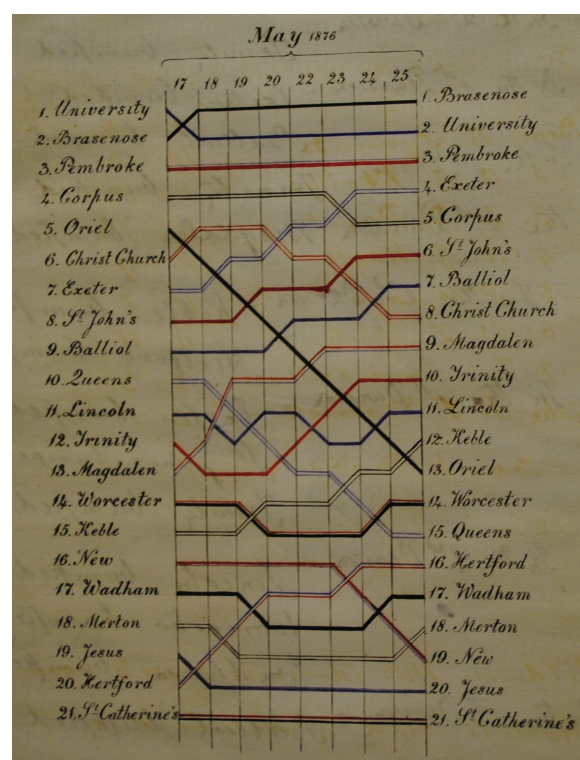 May 1876
17 18 19 20 22 23 24 25
1. University
2. Brasenose
3. Pembroke
4. Corpus
5. Oriel
6. Christ Church
7. Exeter
8. St. John's
9. Balliol
10. Queens
11. Lincoln
12. Trinity
13. Magdalen
14. Worcester
15. Keble
16. New
17. Wadham
18. Merton
19. Jesus
20. Hertford
21. St. Catherine's
1. Brasenose
2. University
3. Pembroke
4. Exeter
5. Corpus
6. St. John's
7. Balliol
8. Christ Church
9. Magdalen
10. Trinity
11. Lincoln
12. Keble
13. Oriel
14. Worcester
15. Queens
16. Hertford
17. Wadham
18. Merton
19. New
20. Jesus
21. St. Catherine's